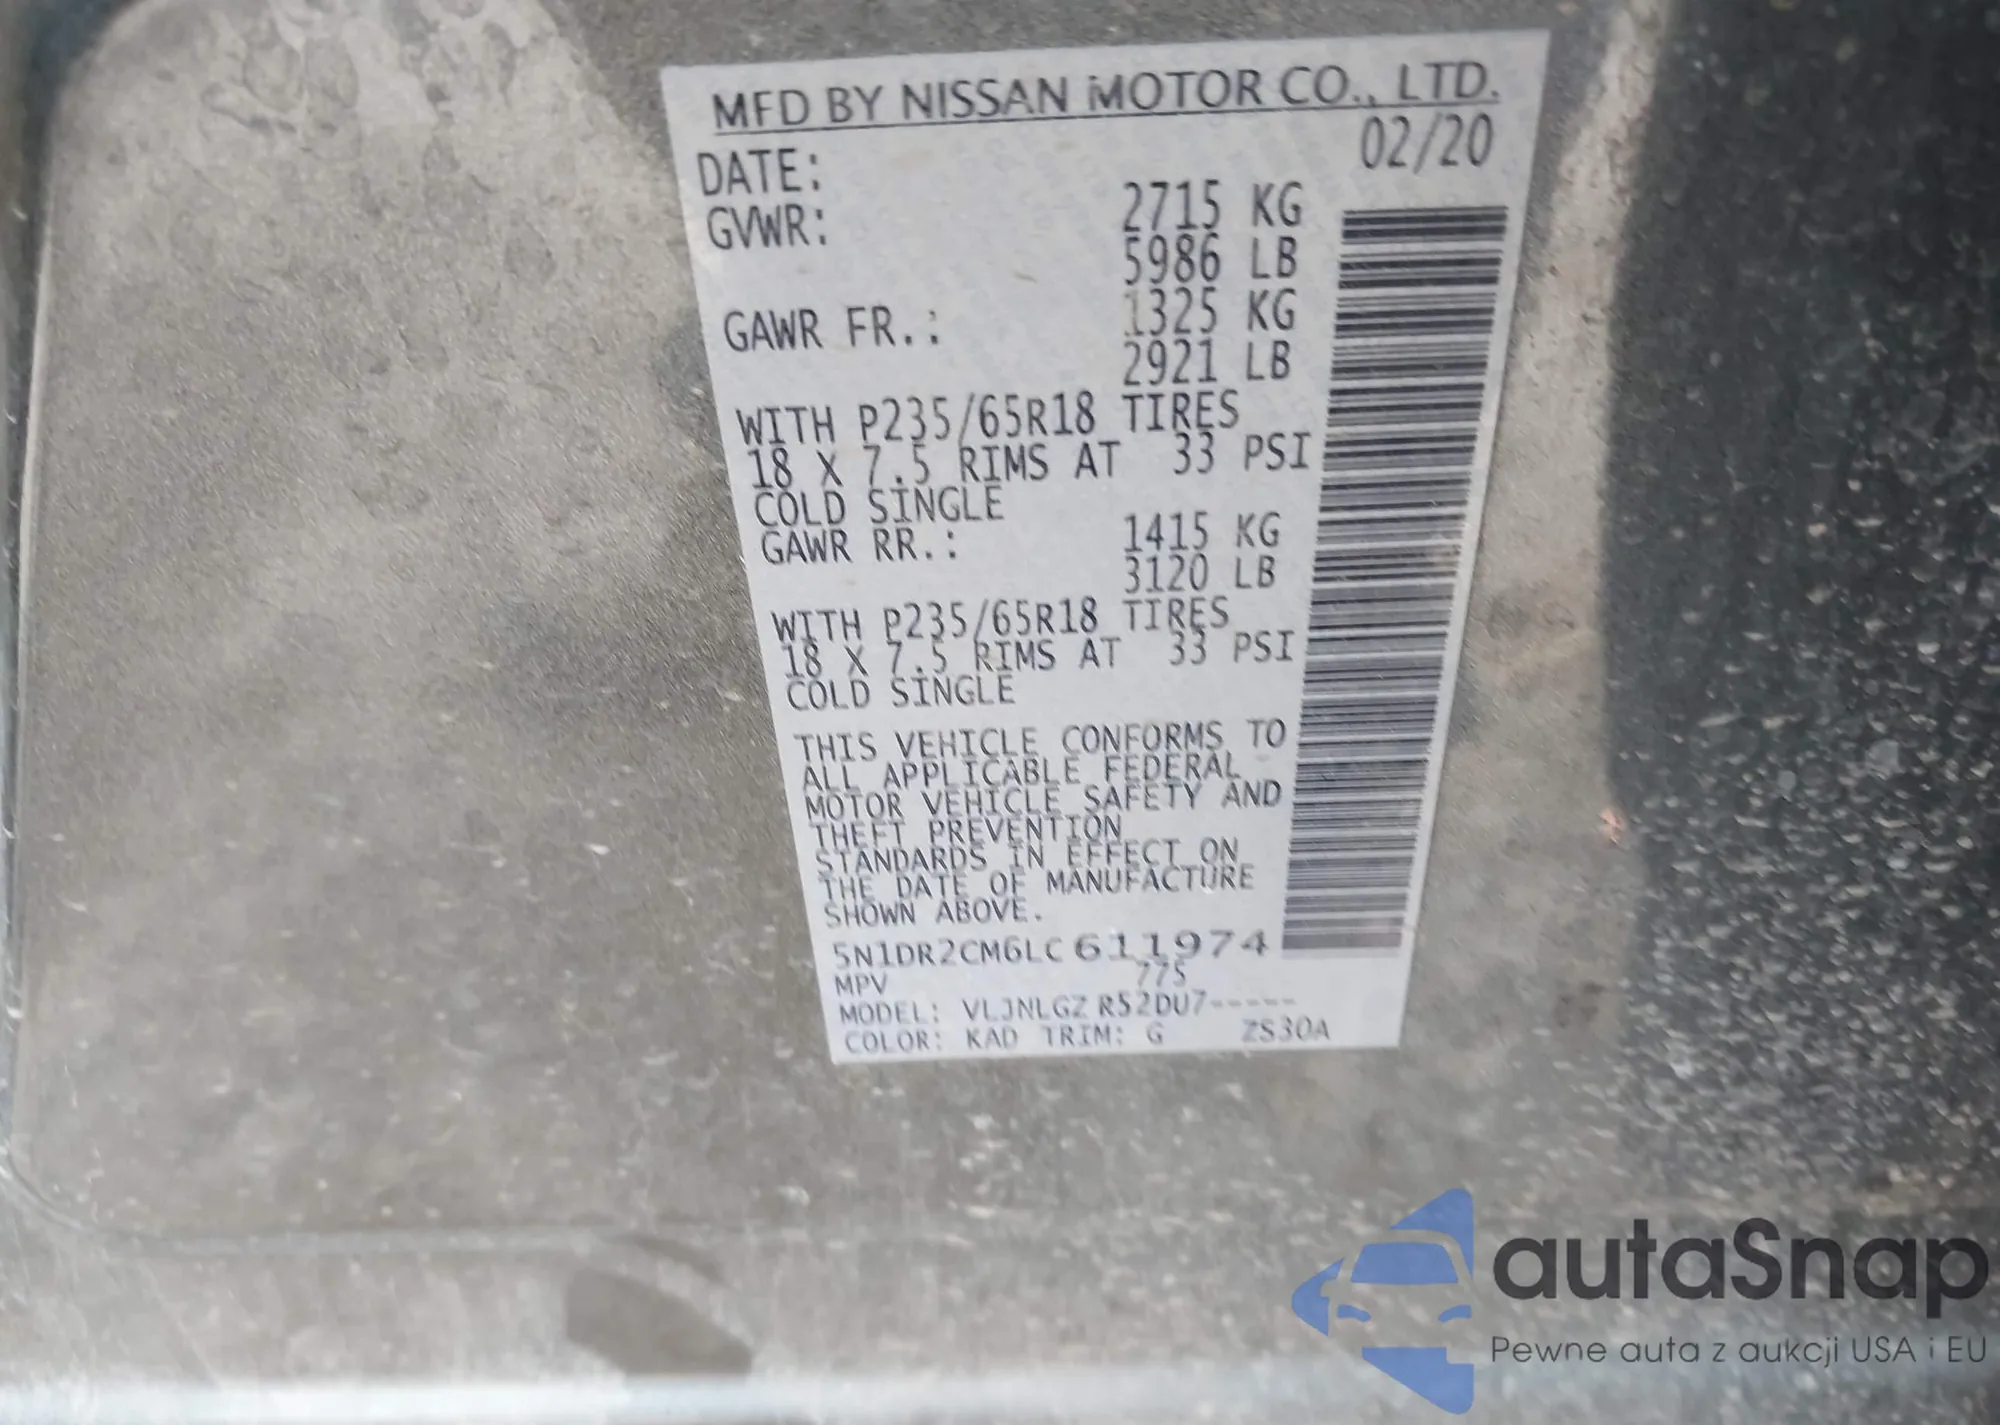 MFD BY NISSAN MOTOR CO., LTD.
DATE: 02/20
GVWR: 2715 KG
5986 LB
GAWR FR.: 1325 KG
2921 LB
WITH P235/65R18 TIRES
18 X 7.5 RIMS AT 33 PSI
COLD SINGLE
GAWR RR.: 1415 KG
3120 LB
WITH P235/65R18 TIRES
18 X 7.5 RIMS AT 33 PSI
COLD SINGLE
THIS VEHICLE CONFORMS TO
ALL APPLICABLE FEDERAL
MOTOR VEHICLE SAFETY AND
THEFT PREVENTION
STANDARDS IN EFFECT ON
THE DATE OF MANUFACTURE
SHOWN ABOVE.
5N1DR2CM6LC611974
MPV 775
MODEL: VLJNLGZ R52DU7-----
COLOR: KAD TRIM: G ZS30A
autaSnap
Pewne auta z aukcji USA i EU